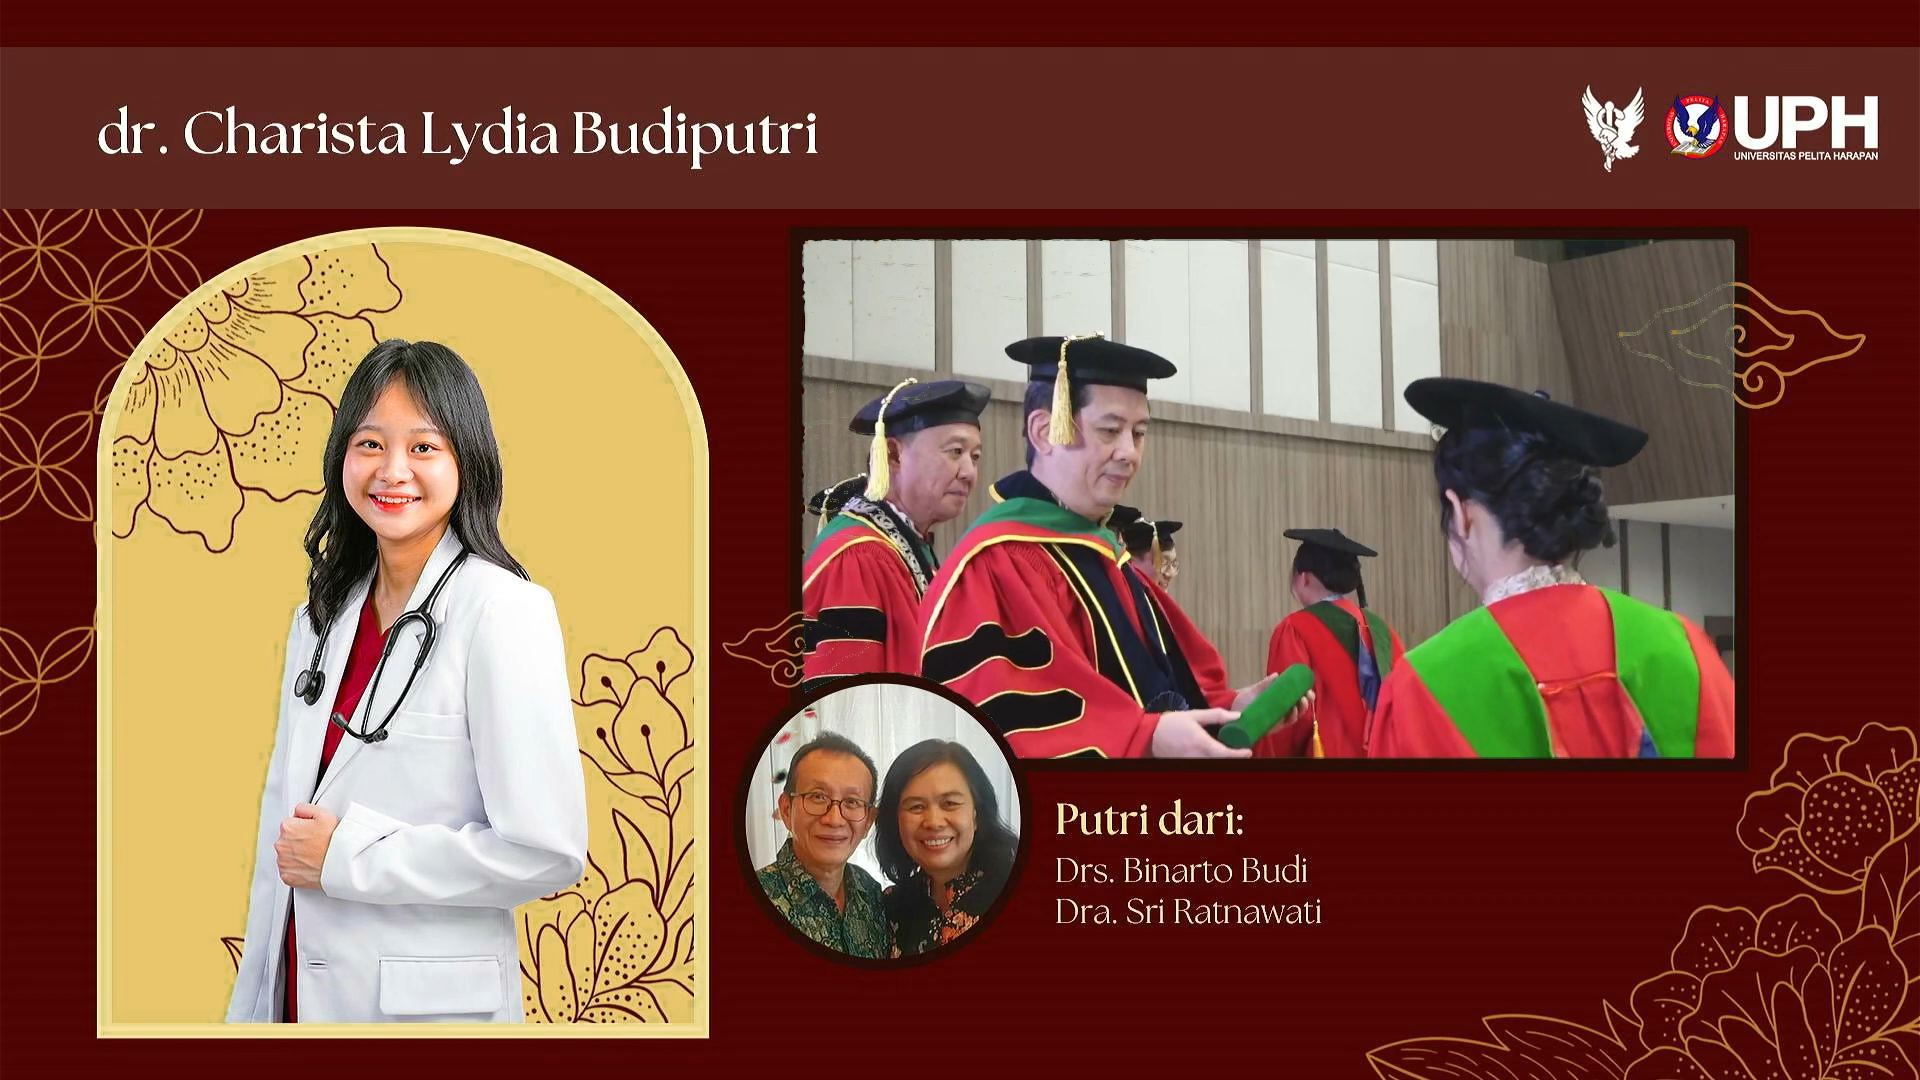 dr. Charista Lydia Budiputri
UPH
UNIVERSITAS PELITA HARAPAN
Putri dari:
Drs. Binarto Budi
Dra. Sri Ratnawati